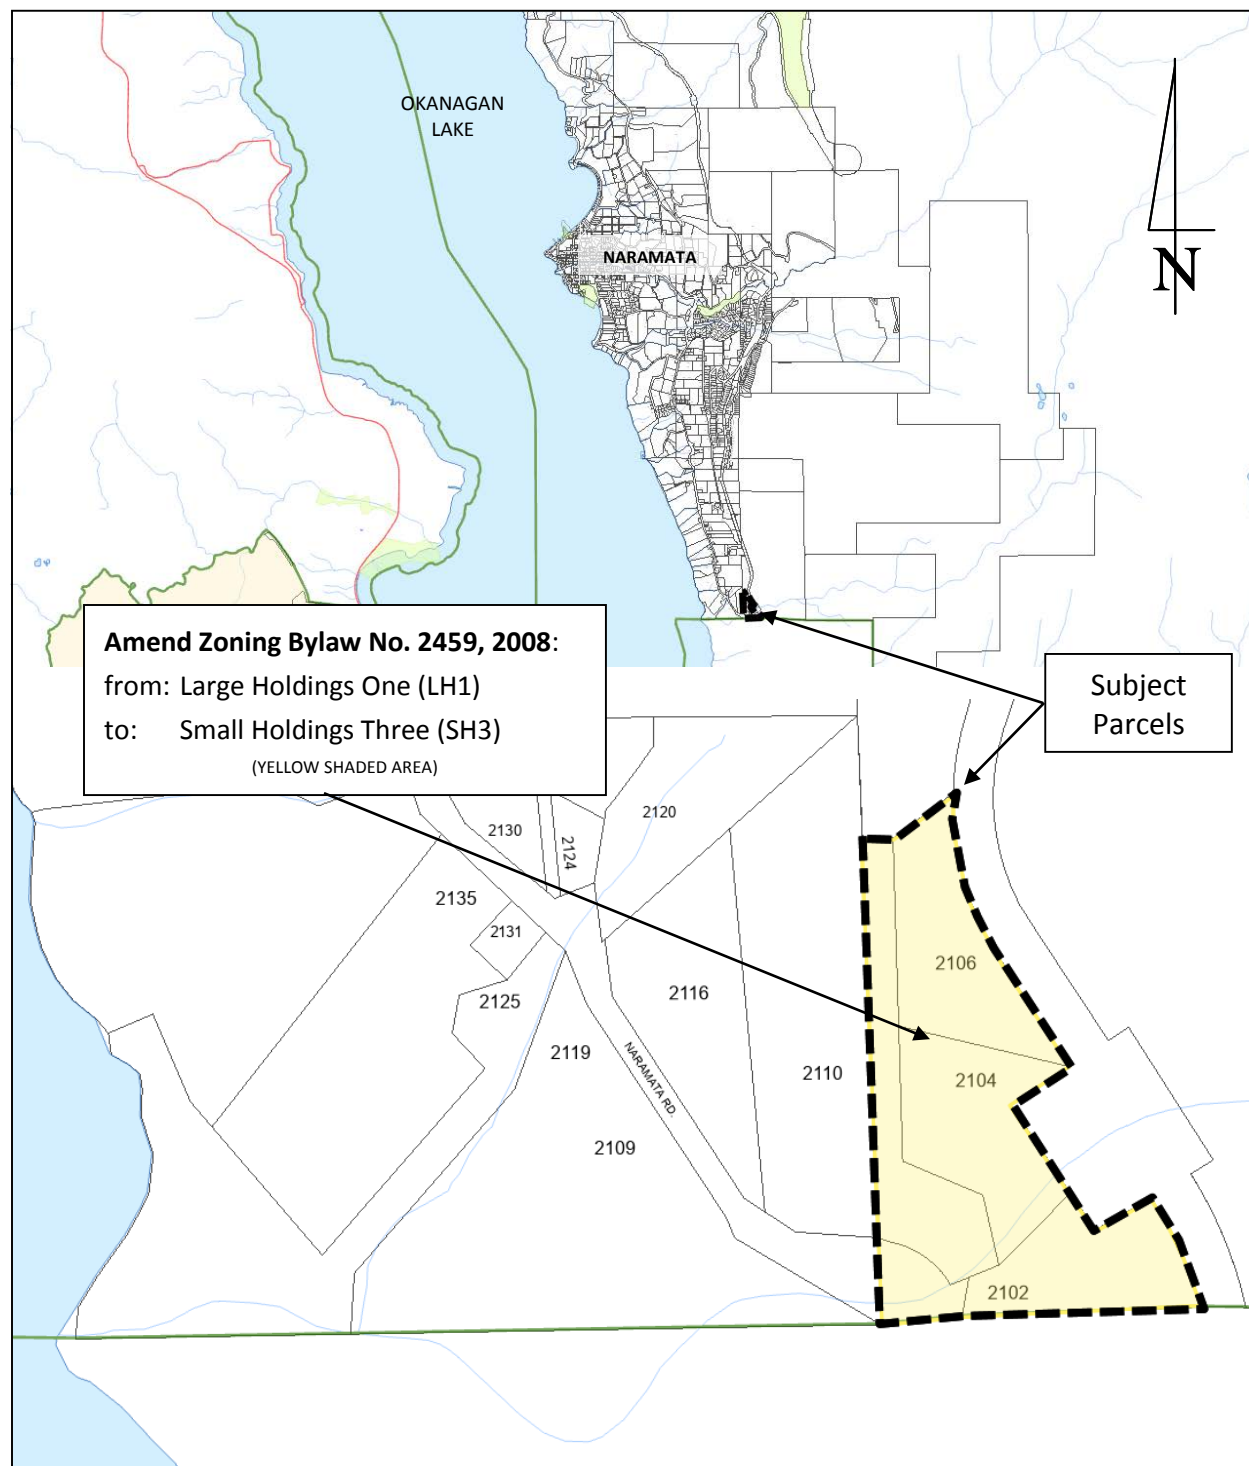 OKANAGAN
LAKE
NARAMATA
N
Amend Zoning Bylaw No. 2459, 2008:
from: Large Holdings One (LH1)
to: Small Holdings Three (SH3)
(YELLOW SHADED AREA)
Subject
Parcels
2130
2124
2120
2135
2131
2125
2116
2106
2119
NARAMATA RD.
2110
2104
2109
2102